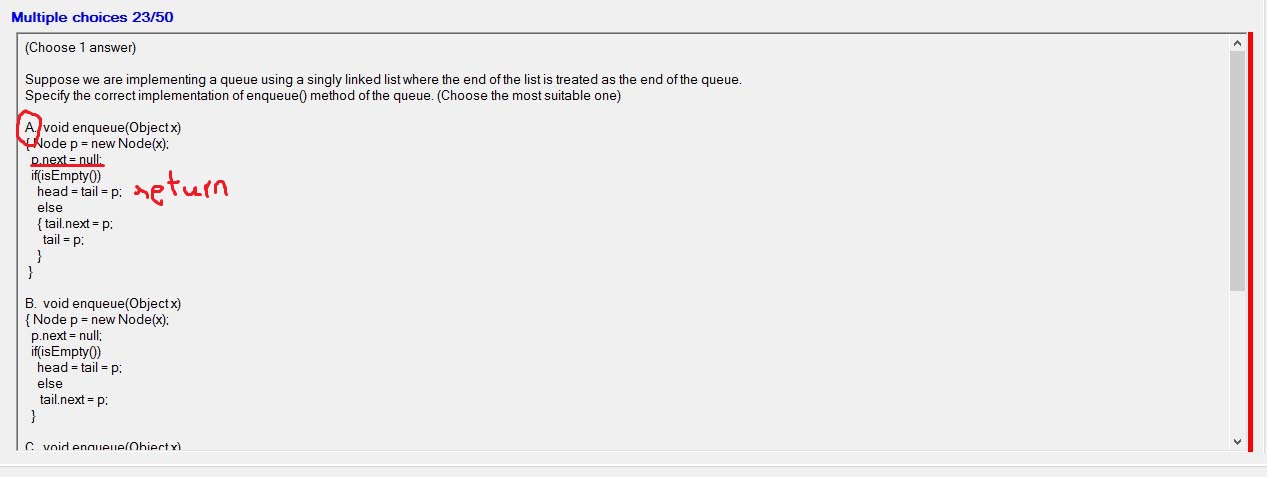 Multiple choices 23/50
(Choose 1 answer)
Suppose we are implementing a queue using a singly linked list where the end of the list is treated as the end of the queue.
Specify the correct implementation of enqueue() method of the queue. (Choose the most suitable one)
A. void enqueue(Object x)
{ Node p = new Node(x);
p.next = null;
if(isEmpty())
head = tail = p; return
else
{ tail.next = p;
tail = p;
}
}
B. void enqueue(Object x)
{ Node p = new Node(x);
p.next = null;
if(isEmpty())
head = tail = p;
else
tail.next = p;
}
C. void enqueue(Object x)